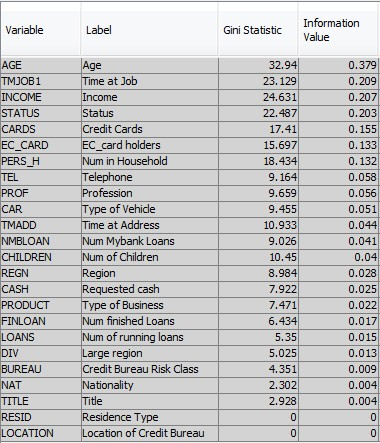 Variable Label Gini Statistic Information Value
AGE Age 32.94 0.379
TMJOB1 Time at Job 23.129 0.209
INCOME Income 24.631 0.207
STATUS Status 22.487 0.203
CARDS Credit Cards 17.41 0.155
EC_CARD EC_card holders 15.697 0.133
PERS_H Num in Household 18.434 0.132
TEL Telephone 9.164 0.058
PROF Profession 9.659 0.056
CAR Type of Vehicle 9.455 0.051
TMADD Time at Address 10.933 0.044
NMBLOAN Num Mybank Loans 9.026 0.041
CHILDREN Num of Children 10.45 0.04
REGN Region 8.984 0.028
CASH Requested cash 7.922 0.025
PRODUCT Type of Business 7.471 0.022
FINLOAN Num finished Loans 6.434 0.017
LOANS Num of running loans 5.35 0.015
DIV Large region 5.025 0.013
BUREAU Credit Bureau Risk Class 4.351 0.009
NAT Nationality 2.302 0.004
TITLE Title 2.928 0.004
RESID Residence Type 0 0
LOCATION Location of Credit Bureau 0 0